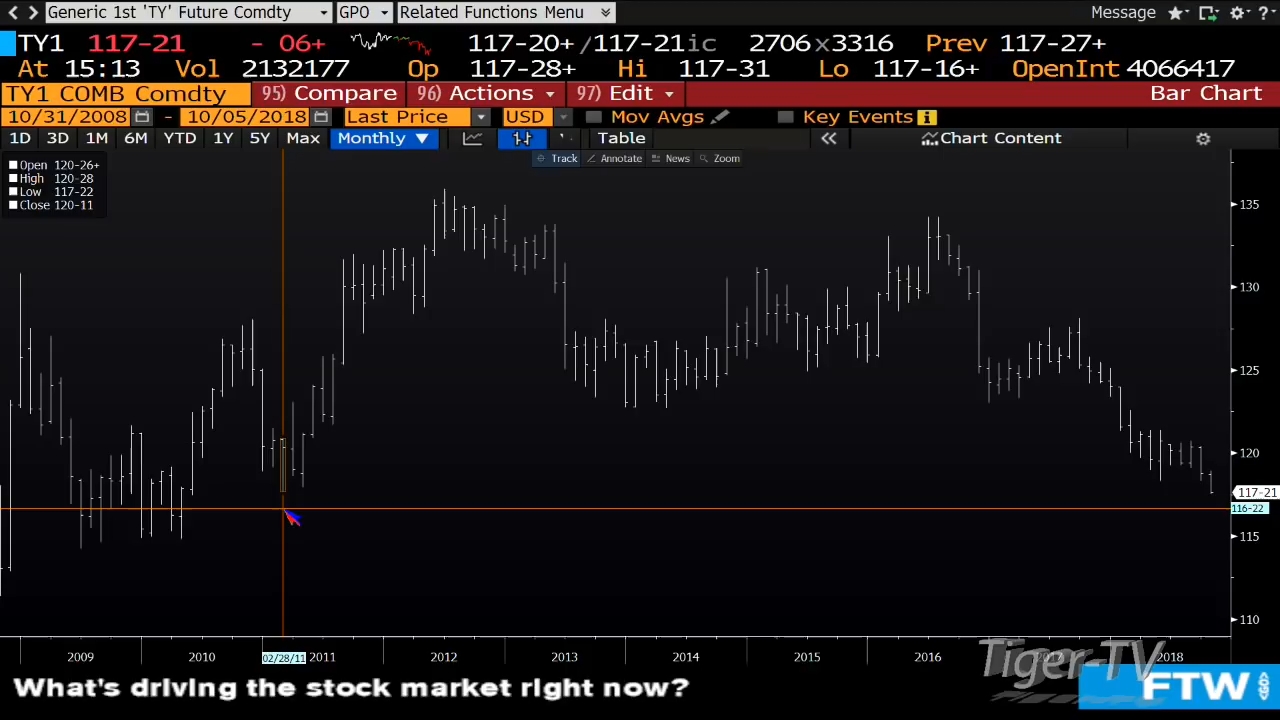 Generic 1st 'TY' Future Comdty GPO Related Functions Menu Message ?
TY1 117-21 - 06+ 117-20+/117-21ic 2706x3316 Prev 117-27+
At 15:13 Vol 2132177 Op 117-28+ Hi 117-31 Lo 117-16+ OpenInt 4066417
TY1 COMB Comdty 95) Compare 96) Actions 97) Edit Bar Chart
10/31/2008 - 10/05/2018 Last Price USD Mov Avgs Key Events i
1D 3D 1M 6M YTD 1Y 5Y Max Monthly Table Chart Content
Track Annotate News Zoom
Open 120-26+
High 120-28
Low 117-22
Close 120-11
135
130
125
120
117-21
116-22
115
110
2009 2010 02/28/11 2011 2012 2013 2014 2015 2016 2017 2018
Tiger-TV
What's driving the stock market right now? FTW